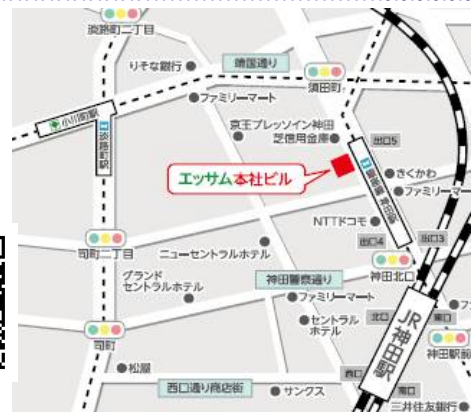 淡路町二丁目
りそな銀行
靖国通り
須田町
ファミリーマート
小川町駅
淡路町駅
京王プレッソイン神田
芝信用金庫
出口5
エッサム本社ビル
銀座線 神田駅
きくかわ
ファミリーマー
NTTドコモ
出口4
出口3
司町二丁目
ニューセントラルホテル
神田北口
グランド
セントラルホテル
神田警察通り
ファミリーマート
北口
東口
司町
セントラル
ホテル
JR神田駅
神田駅前
松屋
西口
西口通り商店街
サンクス
南口
三井住友銀行